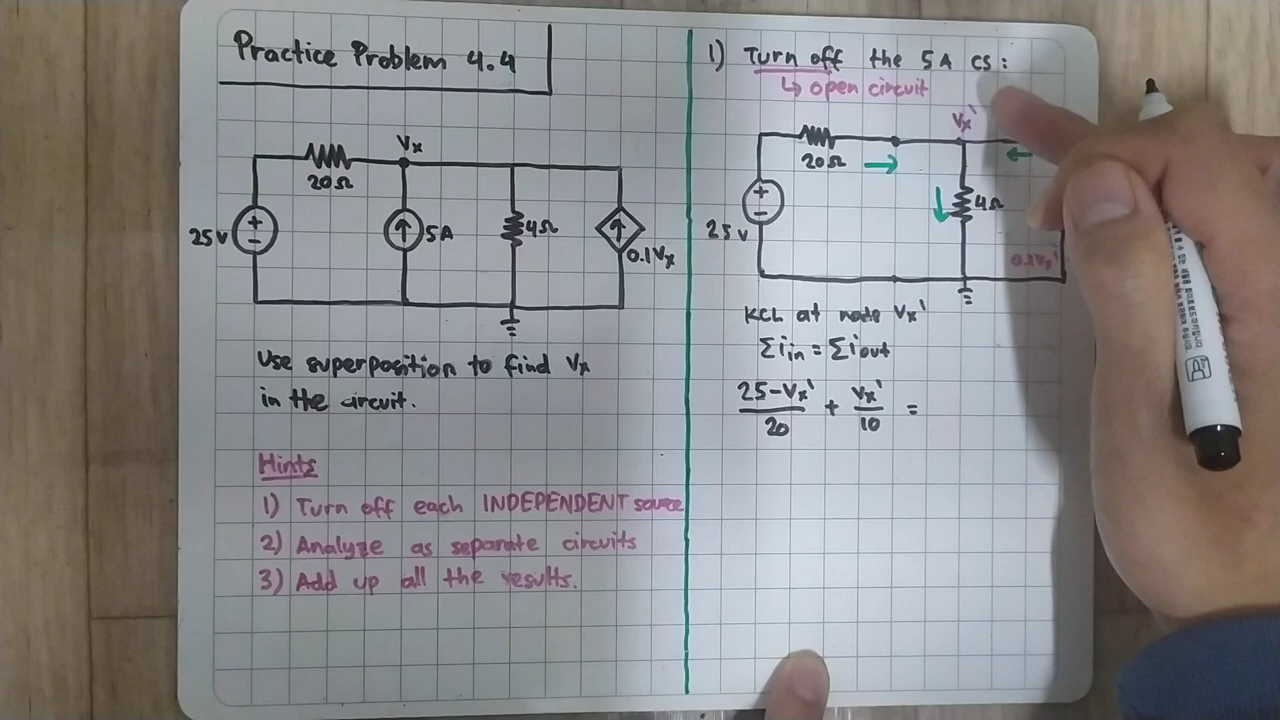 Practice Problem 4.4
Vx
20Ω
25V
5A
4Ω
0.1Vx
Use superposition to find Vx
in the circuit.
Hints
1) Turn off each INDEPENDENT source
2) Analyze as separate circuits
3) Add up all the results.
1) Turn off the 5A cs:
↳ open circuit
Vx'
20Ω
4Ω
25V
0.1Vx'
KCL at node Vx'
Σiin = Σiout
25-Vx'/20 + Vx'/10 =